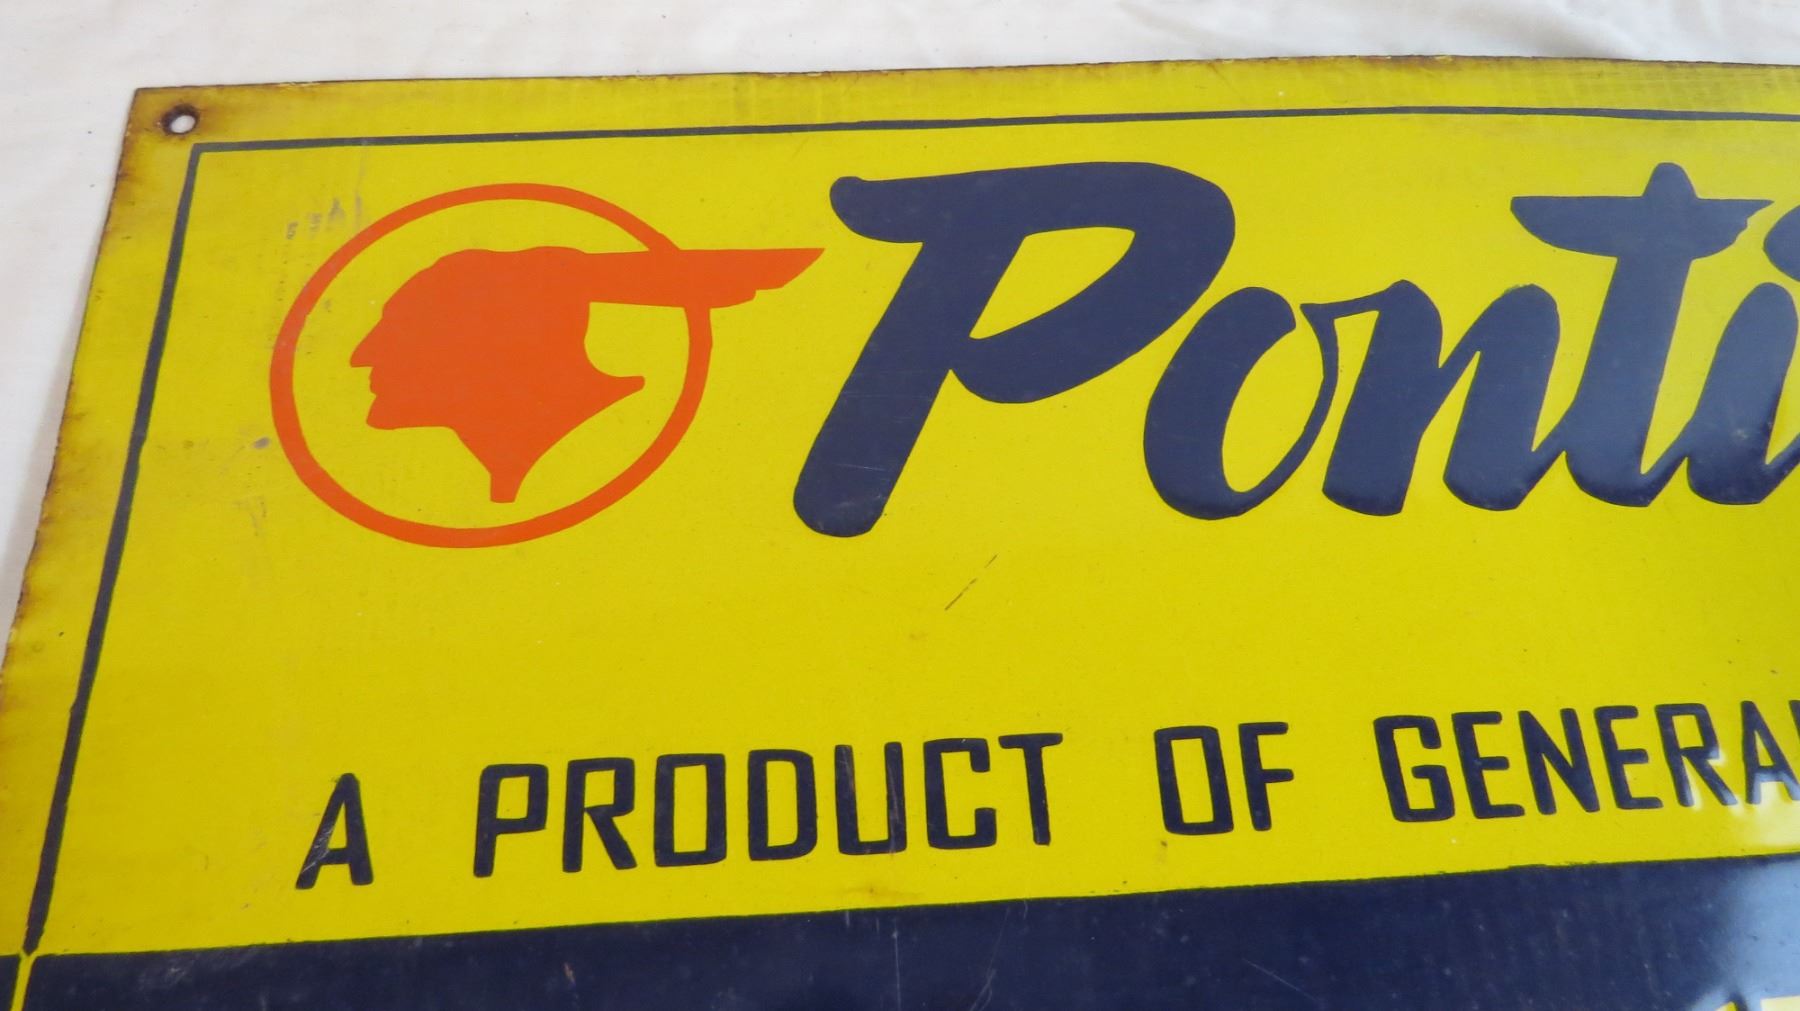 Ponti
A PRODUCT OF GENERA